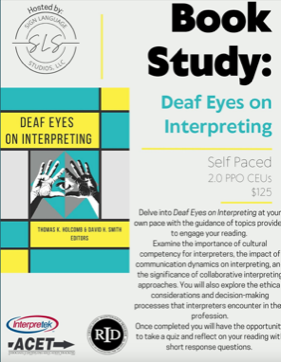 Hosted by:
SIGN LANGUAGE
SLS
STUDIOS, LLC
Book
Study:
Deaf Eyes on
Interpreting
Self Paced
2.0 PPO CEUs
$125
DEAF EYES
ON INTERPRETING
THOMAS K. HOLCOMB & DAVID H. SMITH
EDITORS
Delve into Deaf Eyes on Interpreting at your
own pace with the guidance of topics provide
to engage your reading.
Examine the importance of cultural
competency for interpreters, the impact of
communication dynamics on interpreting, an
the significance of collaborative interpreting
approaches. You will also explore the ethica
considerations and decision-making
processes that interpreters encounter in the
profession.
Once completed you will have the opportunit
to take a quiz and reflect on your reading wit
short response questions.
interpretek
ACET
RID